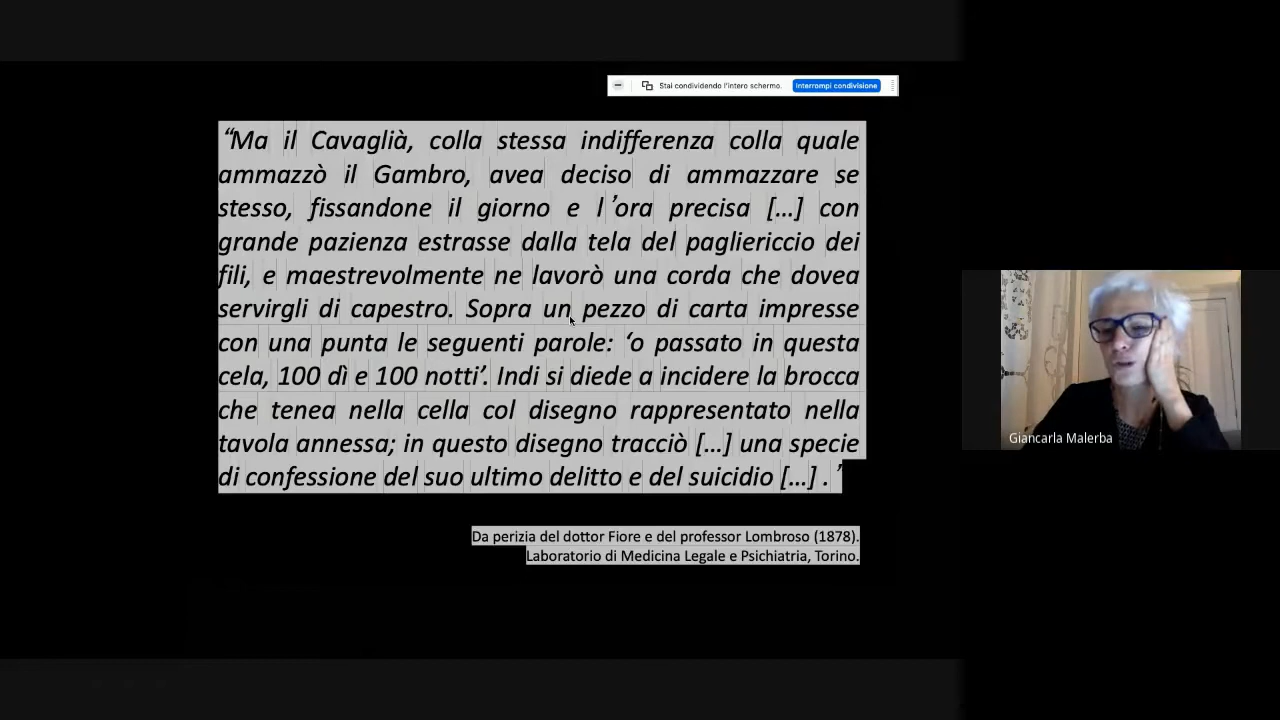 Stai condividendo l'intero schermo. Interrompi condivisione
“Ma il Cavaglià, colla stessa indifferenza colla quale
ammazzò il Gambro, avea deciso di ammazzare se
stesso, fissandone il giorno e l’ora precisa [...] con
grande pazienza estrasse dalla tela del pagliericcio dei
fili, e maestrevolmente ne lavorò una corda che dovea
servirgli di capestro. Sopra un pezzo di carta impresse
con una punta le seguenti parole: ‘o passato in questa
cela, 100 dì e 100 notti’. Indi si diede a incidere la brocca
che tenea nella cella col disegno rappresentato nella
tavola annessa; in questo disegno tracciò [...] una specie
di confessione del suo ultimo delitto e del suicidio [...] .”
Da perizia del dottor Fiore e del professor Lombroso (1878).
Laboratorio di Medicina Legale e Psichiatria, Torino.
Giancarla Malerba